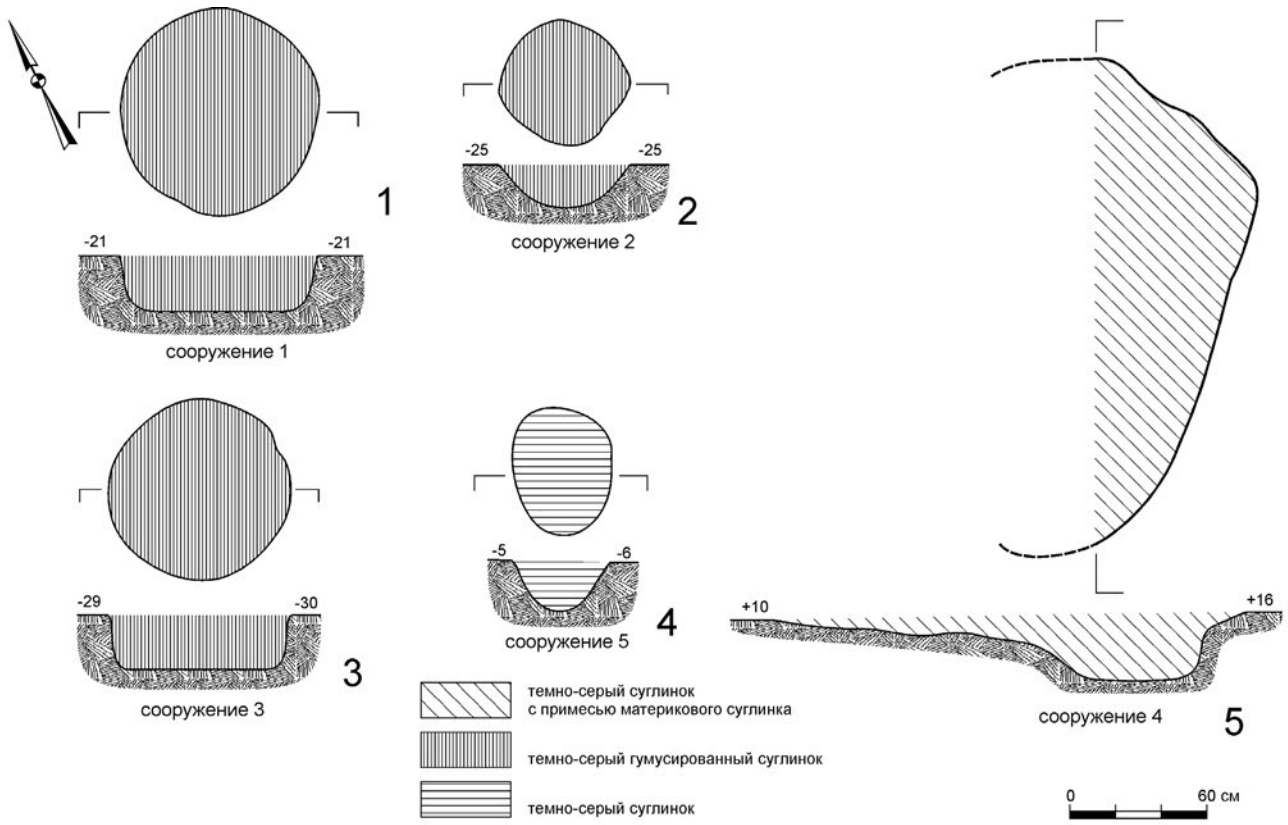 1
-21 -21
сооружение 1
2
-25 -25
сооружение 2
3
-29 -30
сооружение 3
4
-5 -6
сооружение 5
5
+10 +16
сооружение 4
темно-серый суглинок
с примесью материкового суглинка
темно-серый гумусированный суглинок
темно-серый суглинок
0 60 см